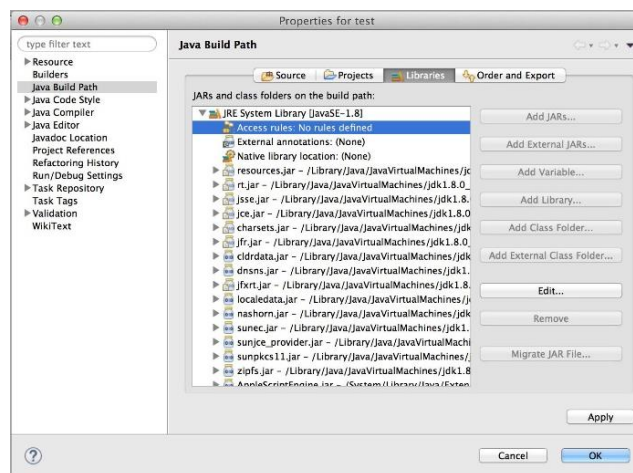 Properties for test
type filter text
Resource
Builders
Java Build Path
Java Code Style
Java Compiler
Java Editor
Javadoc Location
Project References
Refactoring History
Run/Debug Settings
Task Repository
Task Tags
Validation
WikiText
Java Build Path
Source Projects Libraries Order and Export
JARs and class folders on the build path:
JRE System Library [JavaSE-1.8]
Access rules: No rules defined
External annotations: (None)
Native library location: (None)
resources.jar - /Library/Java/JavaVirtualMachines/jc
rt.jar - /Library/Java/JavaVirtualMachines/jdk1.8.0_
jsse.jar - /Library/Java/JavaVirtualMachines/jdk1.8
jce.jar - /Library/Java/JavaVirtualMachines/jdk1.8.0
charsets.jar - /Library/Java/JavaVirtualMachines/jd
jfr.jar - /Library/Java/JavaVirtualMachines/jdk1.8.0_
cldrdata.jar - /Library/Java/JavaVirtualMachines/jd
dnsns.jar - /Library/Java/JavaVirtualMachines/jdk1.
jfxrt.jar - /Library/Java/JavaVirtualMachines/jdk1.8.
localedata.jar - /Library/Java/JavaVirtualMachines/j
nashorn.jar - /Library/Java/JavaVirtualMachines/jd
sunec.jar - /Library/Java/JavaVirtualMachines/jdk1.
sunjce_provider.jar - /Library/Java/JavaVirtualMachi
sunpkcs11.jar - /Library/Java/JavaVirtualMachines/
zipfs.jar - /Library/Java/JavaVirtualMachines/jdk1.8
AppleScriptEngine.jar - /System/Library/Java/Exten
Add JARs...
Add External JARs...
Add Variable...
Add Library...
Add Class Folder...
Add External Class Folder...
Edit...
Remove
Migrate JAR File...
Apply
?
Cancel
OK